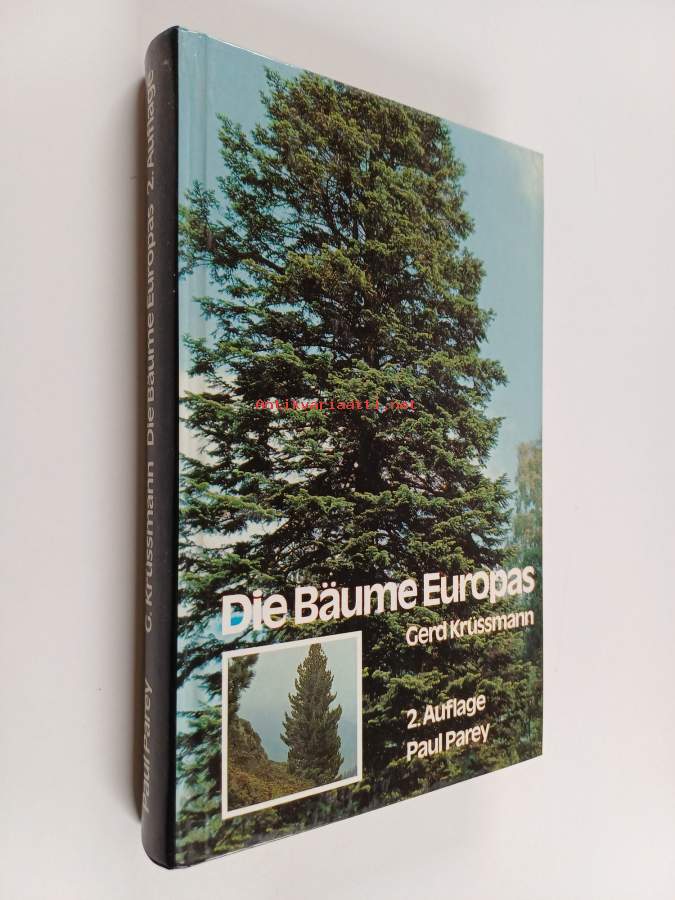 Die Bäume Europas
Gerd Krüssmann
2. Auflage
Paul Parey
Paul Parey G. Krüssmann Die Bäume Europas 2. Auflage
Antikvariaatti.net